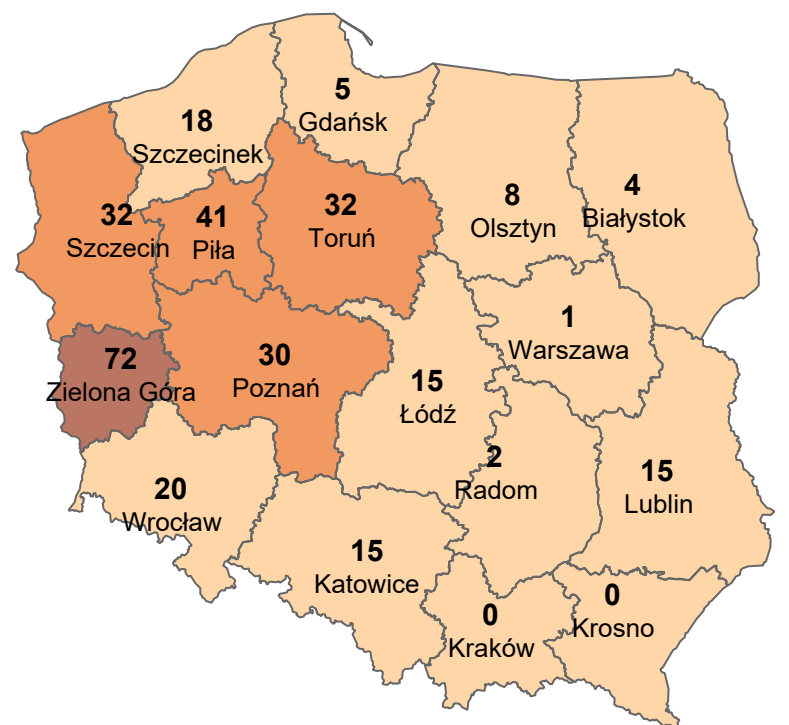 5
Gdańsk
18
Szczecinek
8
Olsztyn
4
Białystok
32
Szczecin
41
Piła
32
Toruń
1
Warszawa
72
Zielona Góra
30
Poznań
15
Łódź
2
Radom
15
Lublin
20
Wrocław
15
Katowice
0
Kraków
0
Krosno